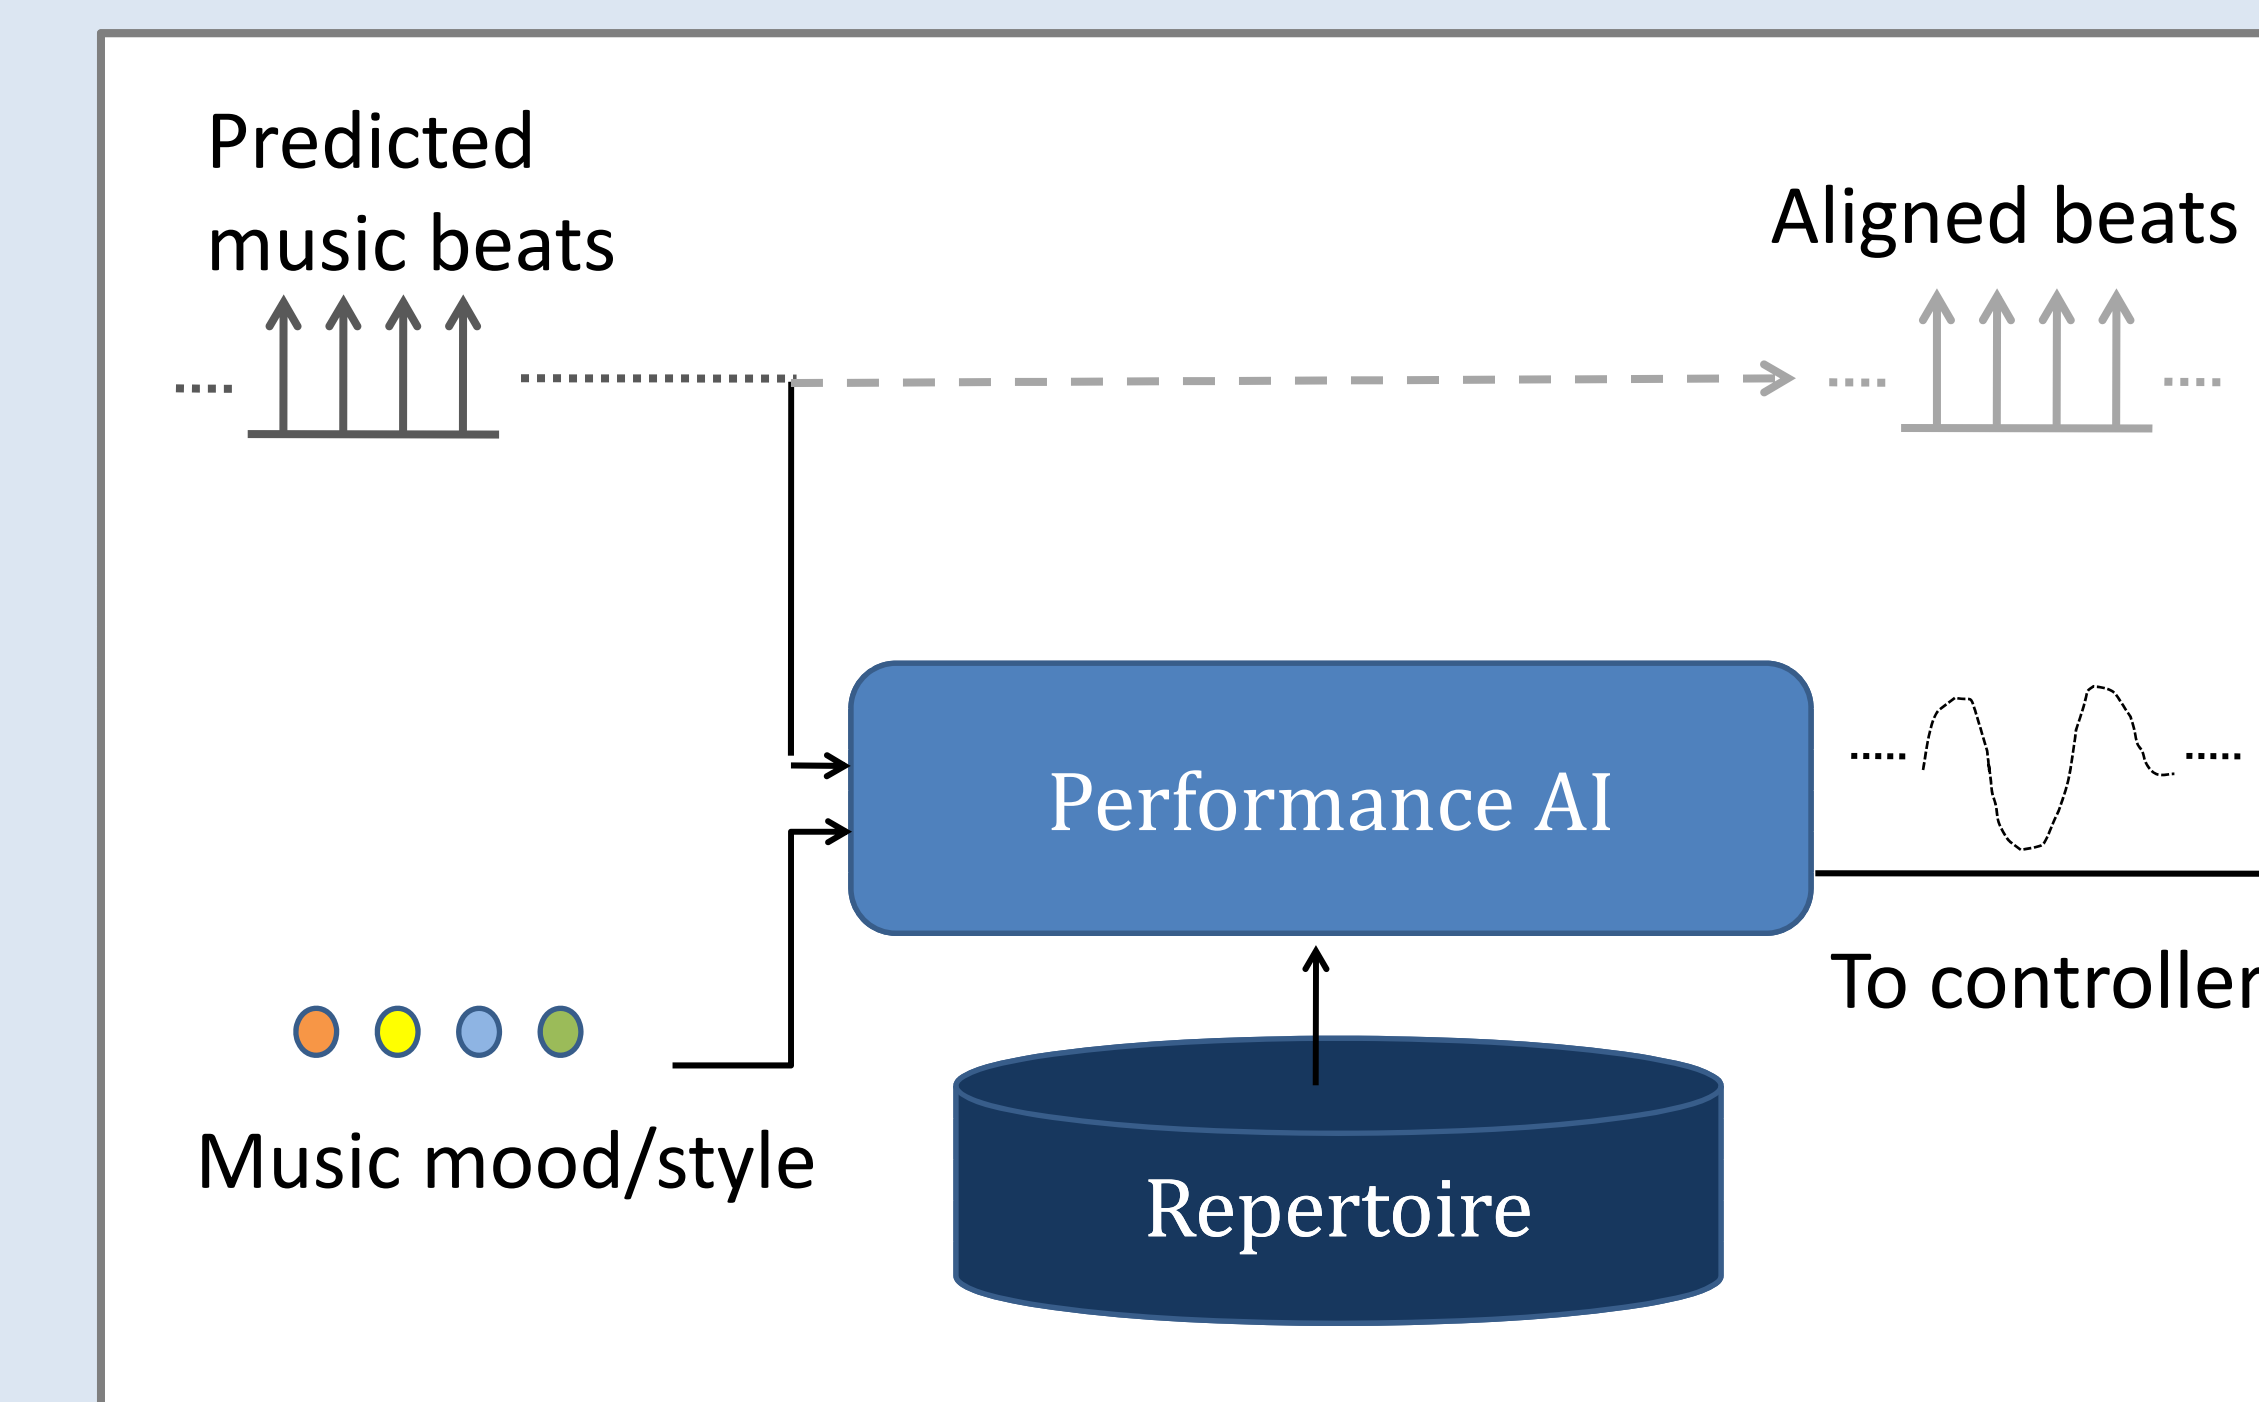 Predicted
music beats
Aligned beats
Performance AI
To controller
Music mood/style
Repertoire